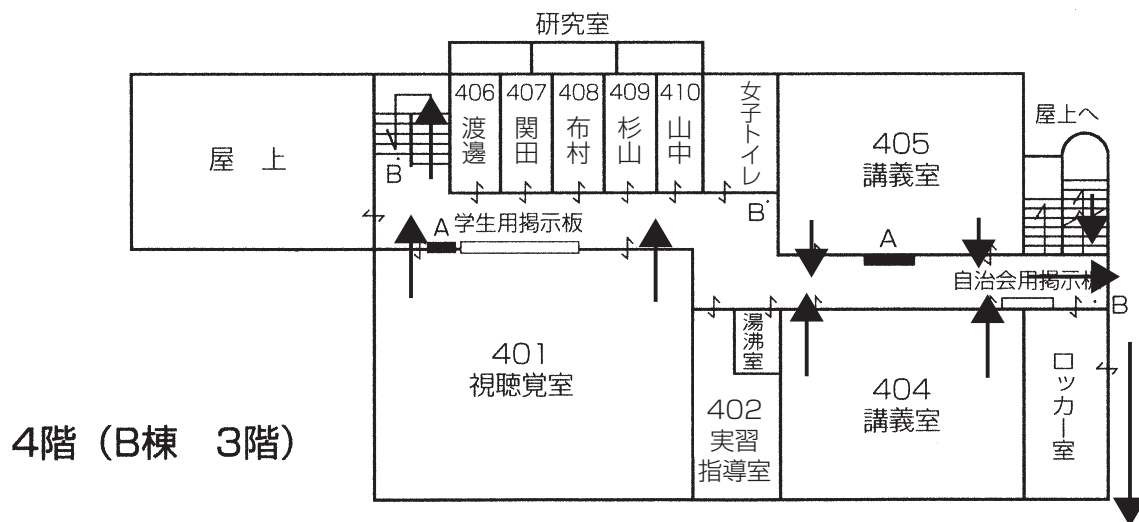 研究室
406 渡邊
407 関田
408 布村
409 杉山
410 山中
女子トイレ
405
講義室
屋上へ
屋 上
B
A 学生用掲示板
B
A
自治会用掲示板
B
401
視聴覚室
湯沸室
402
実習
指導室
404
講義室
ロッカー室
4階（B棟 3階）